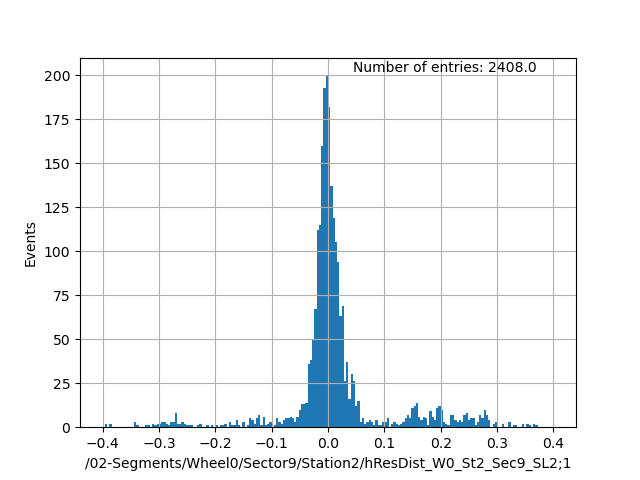 Number of entries: 2408.0
200
175
150
125
100
75
50
25
0
Events
−0.4 −0.3 −0.2 −0.1 0.0 0.1 0.2 0.3 0.4
/02-Segments/Wheel0/Sector9/Station2/hResDist_W0_St2_Sec9_SL2;1